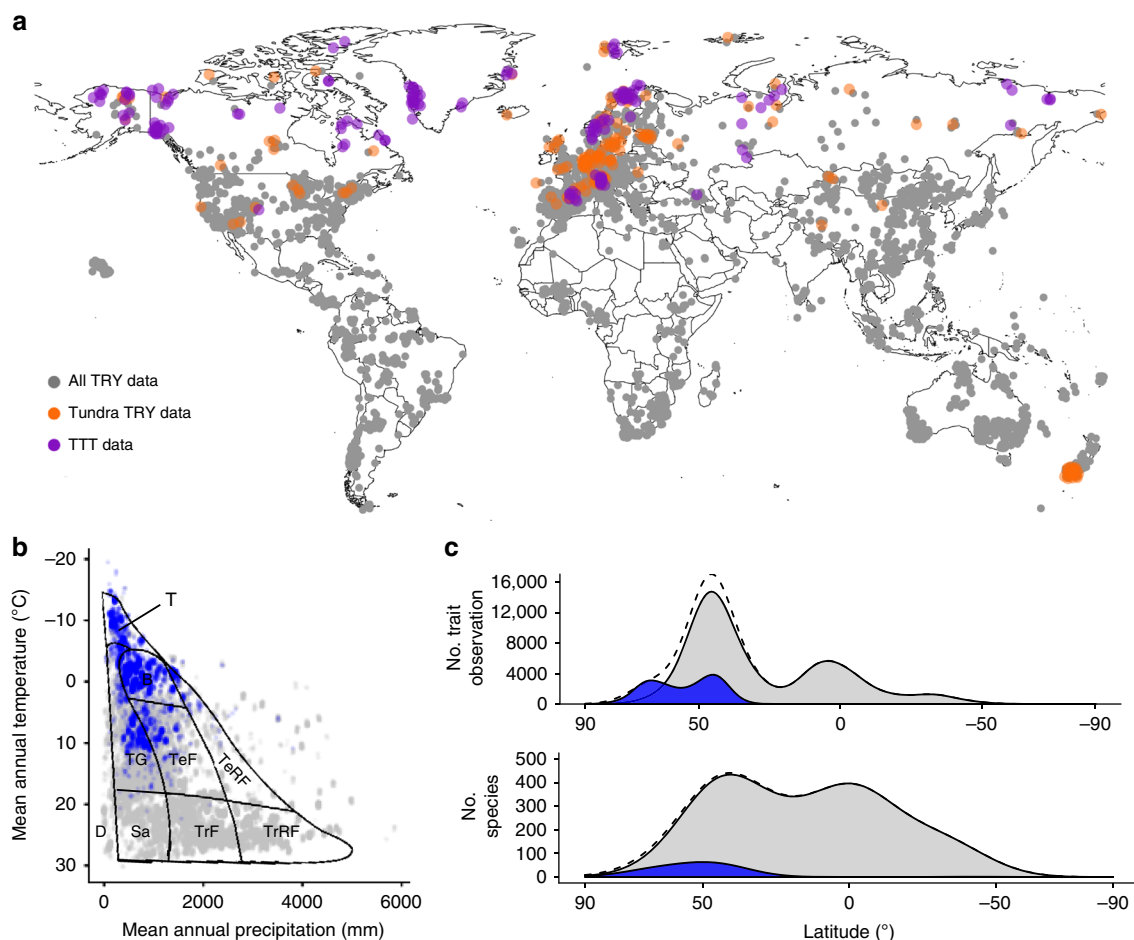 a
All TRY data
Tundra TRY data
TTT data
b
Mean annual temperature (°C)
–20
–10
0
10
20
30
T
B
TG
TeF
TeRF
D
Sa
TrF
TrRF
0
2000
4000
6000
Mean annual precipitation (mm)
c
No. trait
observation
16,000
12,000
8000
4000
0
90
50
0
–50
–90
No.
species
500
400
300
200
100
0
90
50
0
–50
–90
Latitude (°)